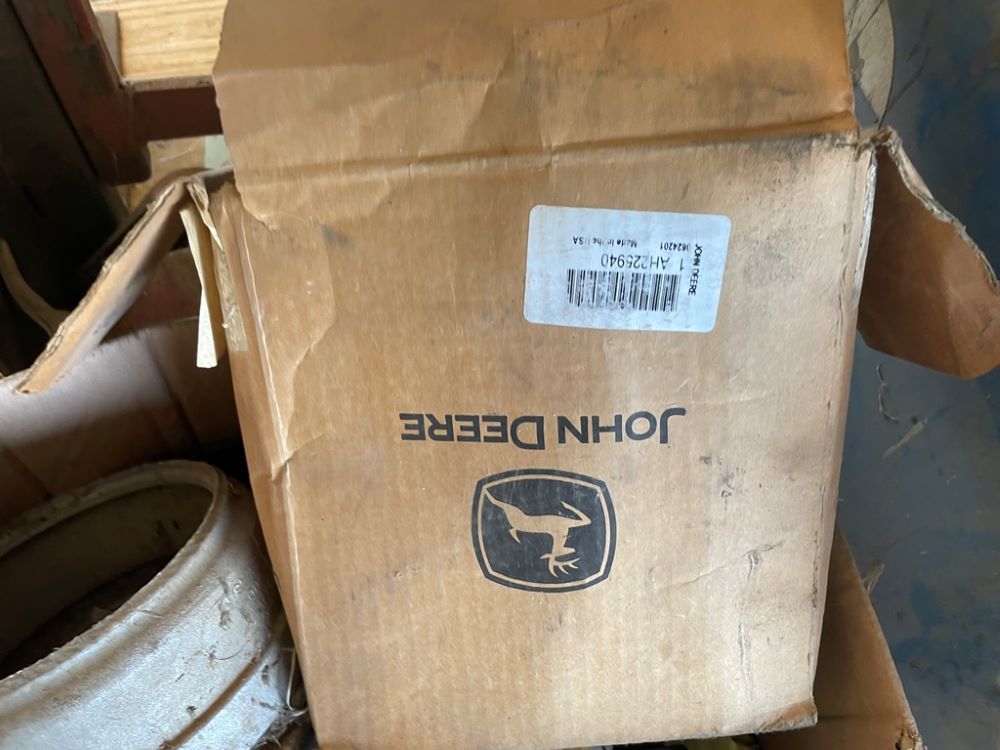 JOHN DEERE
JOHN DEERE
1 AH225940
Made in the USA